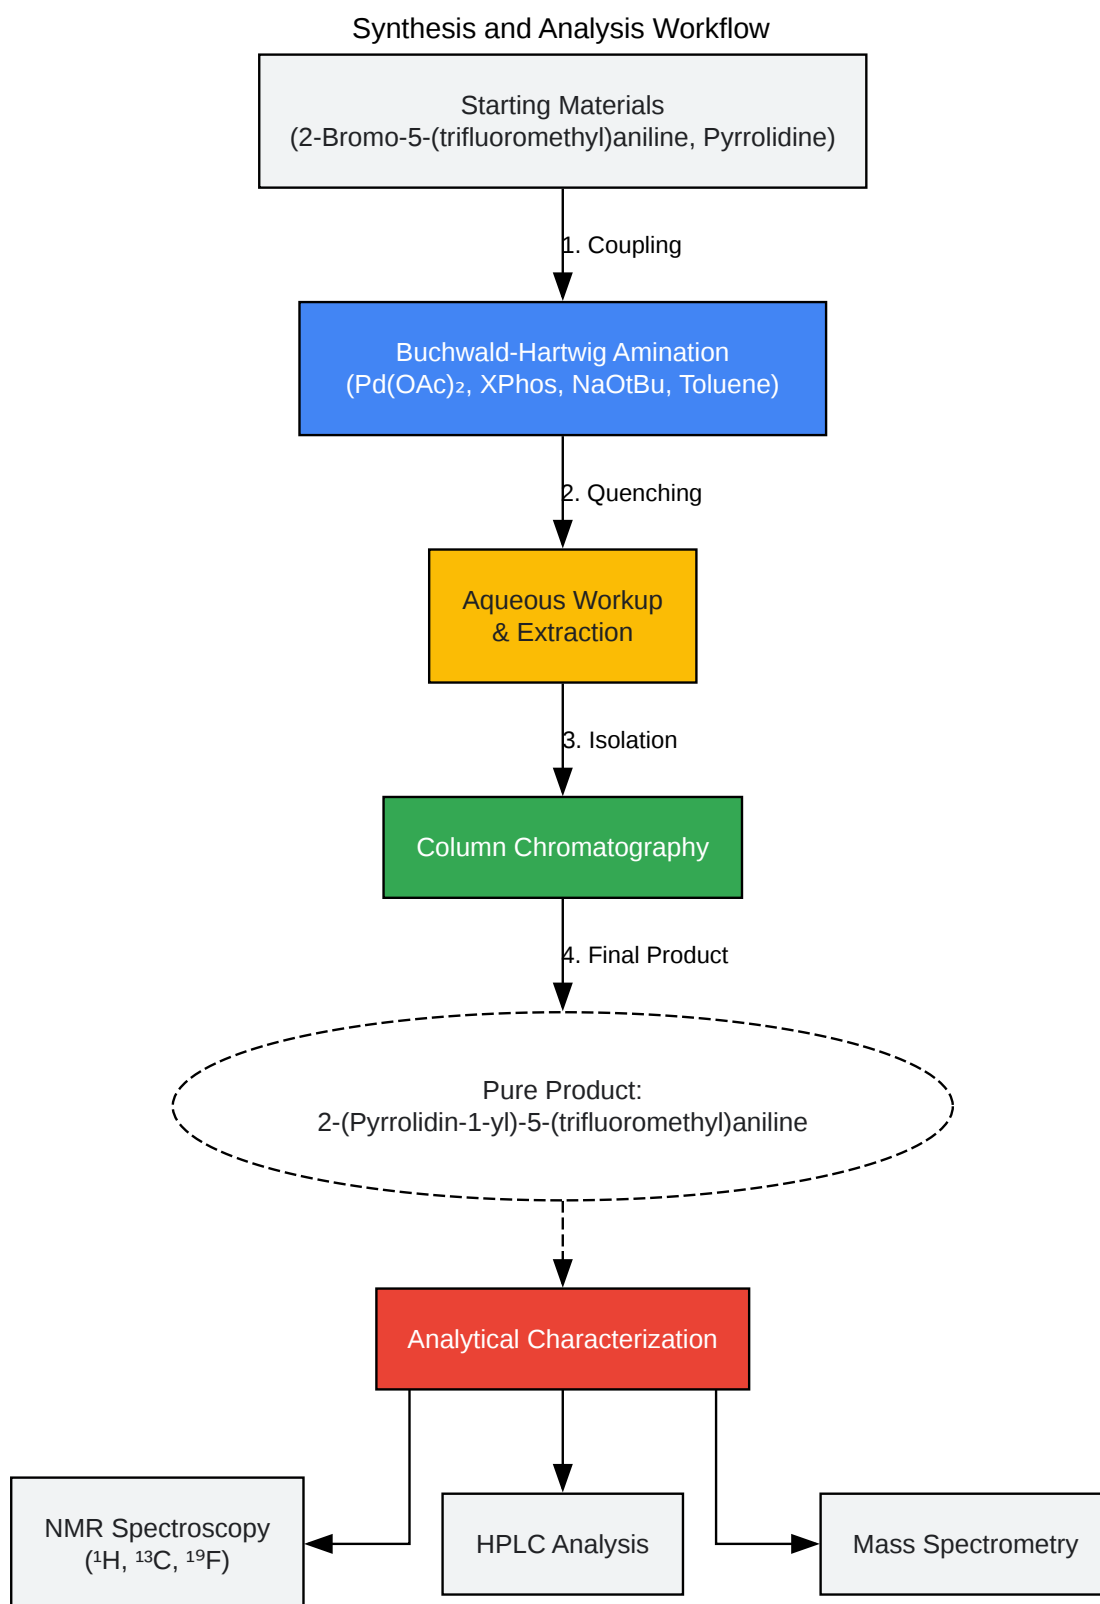 Synthesis and Analysis Workflow
Starting Materials
(2-Bromo-5-(trifluoromethyl)aniline, Pyrrolidine)
1. Coupling
Buchwald-Hartwig Amination
(Pd(OAc)₂, XPhos, NaOtBu, Toluene)
2. Quenching
Aqueous Workup
& Extraction
3. Isolation
Column Chromatography
4. Final Product
Pure Product:
2-(Pyrrolidin-1-yl)-5-(trifluoromethyl)aniline
Analytical Characterization
NMR Spectroscopy
(¹H, ¹³C, ¹⁹F)
HPLC Analysis
Mass Spectrometry